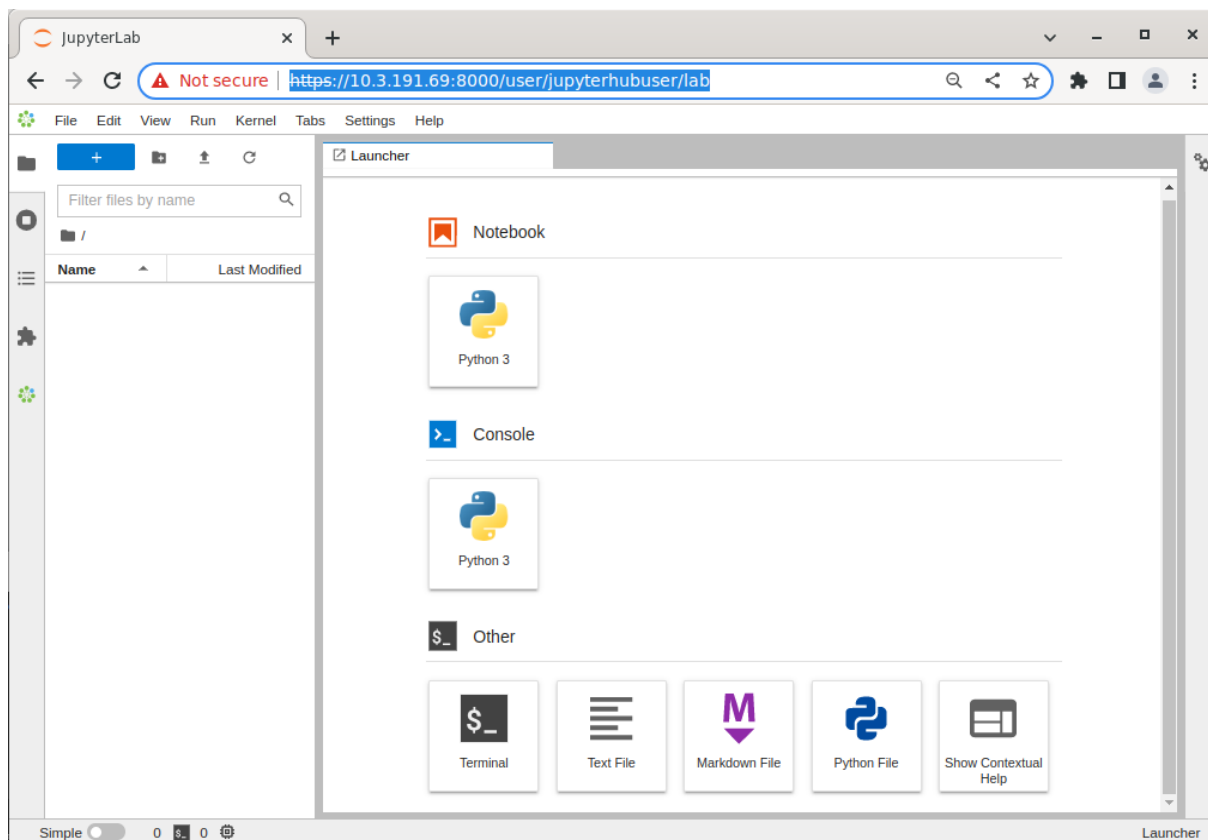 JupyterLab
Not secure https://10.3.191.69:8000/user/jupyterhubuser/lab
File Edit View Run Kernel Tabs Settings Help
+
Launcher
Filter files by name
/
Name Last Modified
Notebook
Python 3
Console
Python 3
$_ Other
$_
M
Terminal Text File Markdown File Python File Show Contextual
Help
Simple 0 $_ 0 Launcher